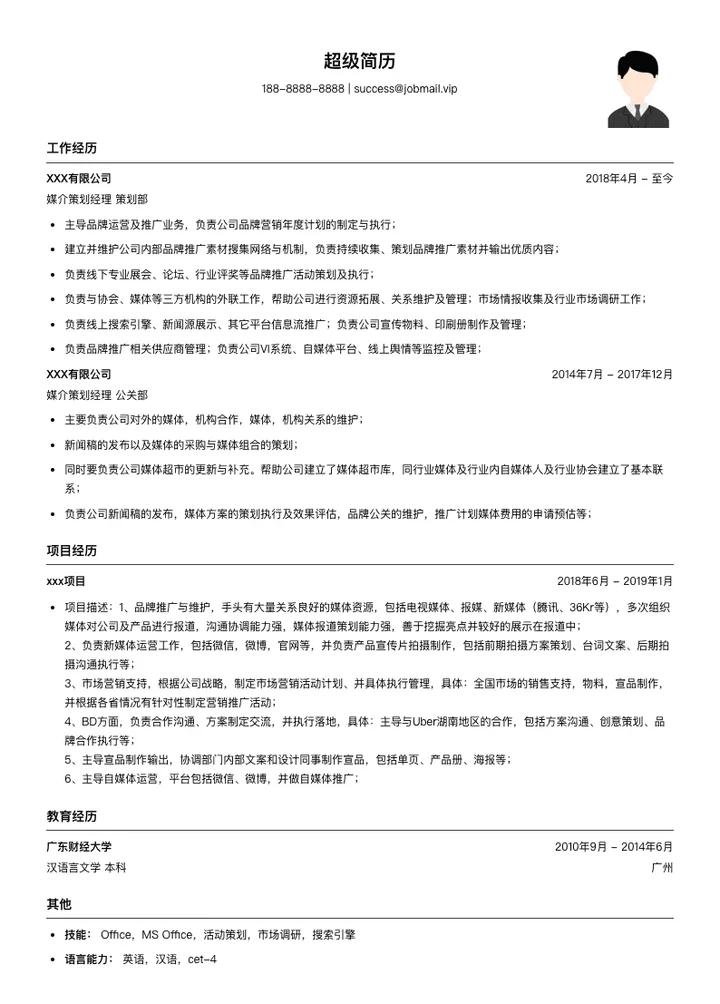 超级简历
188-8888-8888 | success@jobmail.vip
工作经历
XXX有限公司 2018年4月 - 至今
媒介策划经理 策划部
• 主导品牌运营及推广业务，负责公司品牌营销年度计划的制定与执行；
• 建立并维护公司内部品牌推广素材搜集网络与机制，负责持续收集、策划品牌推广素材并输出优质内容；
• 负责线下专业展会、论坛、行业评奖等品牌推广活动策划及执行；
• 负责与协会、媒体等三方机构的外联工作，帮助公司进行资源拓展、关系维护及管理；市场情报收集及行业市场调研工作；
• 负责线上搜索引擎、新闻源展示、其它平台信息流推广；负责公司宣传物料、印刷册制作及管理；
• 负责品牌推广相关供应商管理；负责公司VI系统、自媒体平台、线上舆情等监控及管理；
XXX有限公司 2014年7月 - 2017年12月
媒介策划经理 公关部
• 主要负责公司对外的媒体，机构合作，媒体，机构关系的维护；
• 新闻稿的发布以及媒体的采购与媒体组合的策划；
• 同时要负责公司媒体超市的更新与补充。帮助公司建立了媒体超市库，同行业媒体及行业内自媒体人及行业协会建立了基本联
系；
• 负责公司新闻稿的发布，媒体方案的策划执行及效果评估，品牌公关的维护，推广计划媒体费用的申请预估等；
项目经历
xxx项目 2018年6月 - 2019年1月
• 项目描述：1、品牌推广与维护，手头有大量关系良好的媒体资源，包括电视媒体、报媒、新媒体（腾讯、36Kr等），多次组织
媒体对公司及产品进行报道，沟通协调能力强，媒体报道策划能力强，善于挖掘亮点并较好的展示在报道中；
2、负责新媒体运营工作，包括微信，微博，官网等，并负责产品宣传片拍摄制作，包括前期拍摄方案策划、台词文案、后期拍
摄沟通执行等；
3、市场营销支持，根据公司战略，制定市场营销活动计划、并具体执行管理，具体：全国市场的销售支持，物料，宣品制作，
并根据各省情况有针对性制定营销推广活动；
4、BD方面，负责合作沟通、方案制定交流，并执行落地，具体：主导与Uber湖南地区的合作，包括方案沟通、创意策划、品
牌合作执行等；
5、主导宣品制作输出，协调部门内部文案和设计同事制作宣品，包括单页、产品册、海报等；
6、主导自媒体运营，平台包括微信、微博，并做自媒体推广；
教育经历
广东财经大学 2010年9月 - 2014年6月
汉语言文学 本科 广州
其他
• 技能： Office，MS Office，活动策划，市场调研，搜索引擎
• 语言能力： 英语，汉语，cet-4